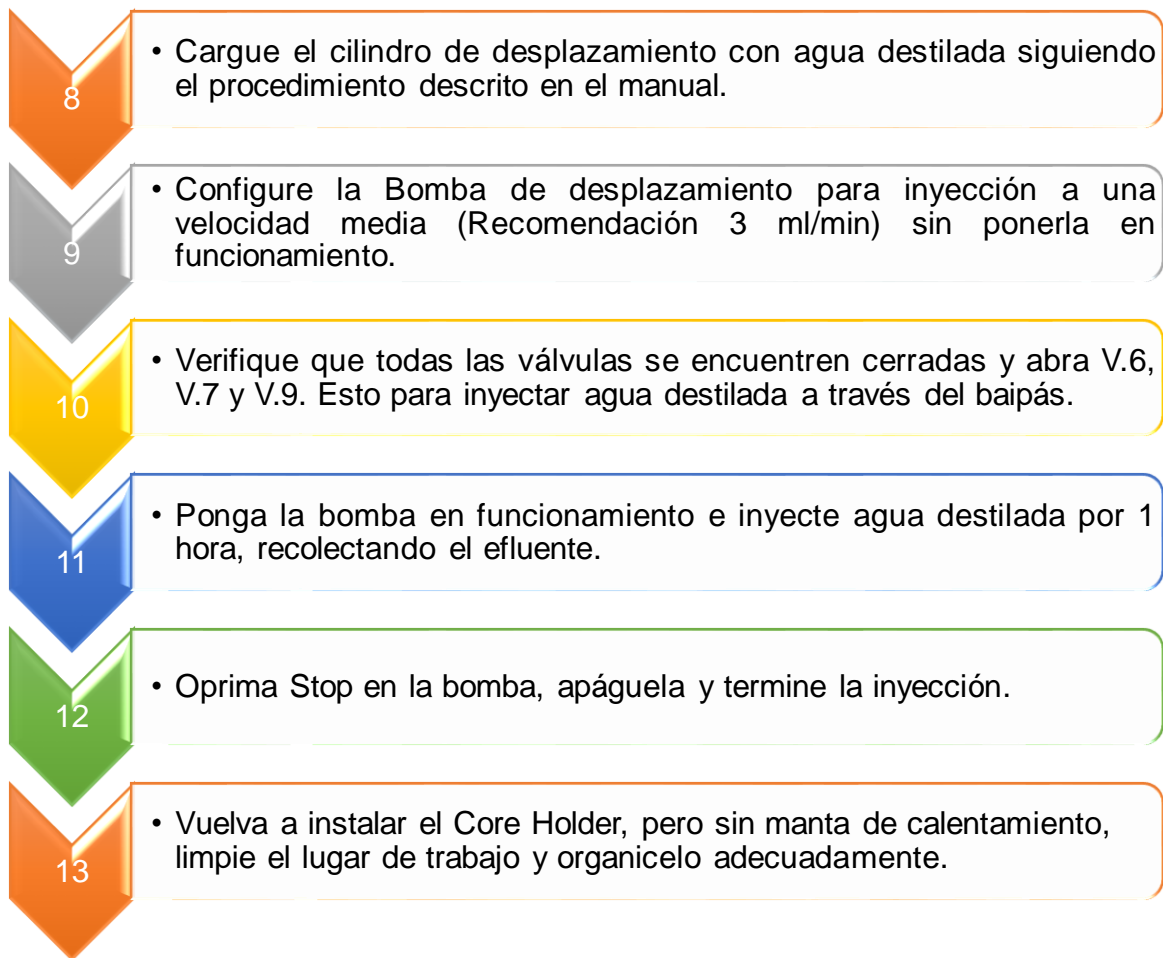 8
• Cargue el cilindro de desplazamiento con agua destilada siguiendo
el procedimiento descrito en el manual.
9
• Configure la Bomba de desplazamiento para inyección a una
velocidad media (Recomendación 3 ml/min) sin ponerla en
funcionamiento.
10
• Verifique que todas las válvulas se encuentren cerradas y abra V.6,
V.7 y V.9. Esto para inyectar agua destilada a través del baipás.
11
• Ponga la bomba en funcionamiento e inyecte agua destilada por 1
hora, recolectando el efluente.
12
• Oprima Stop en la bomba, apáguela y termine la inyección.
13
• Vuelva a instalar el Core Holder, pero sin manta de calentamiento,
limpie el lugar de trabajo y organicelo adecuadamente.